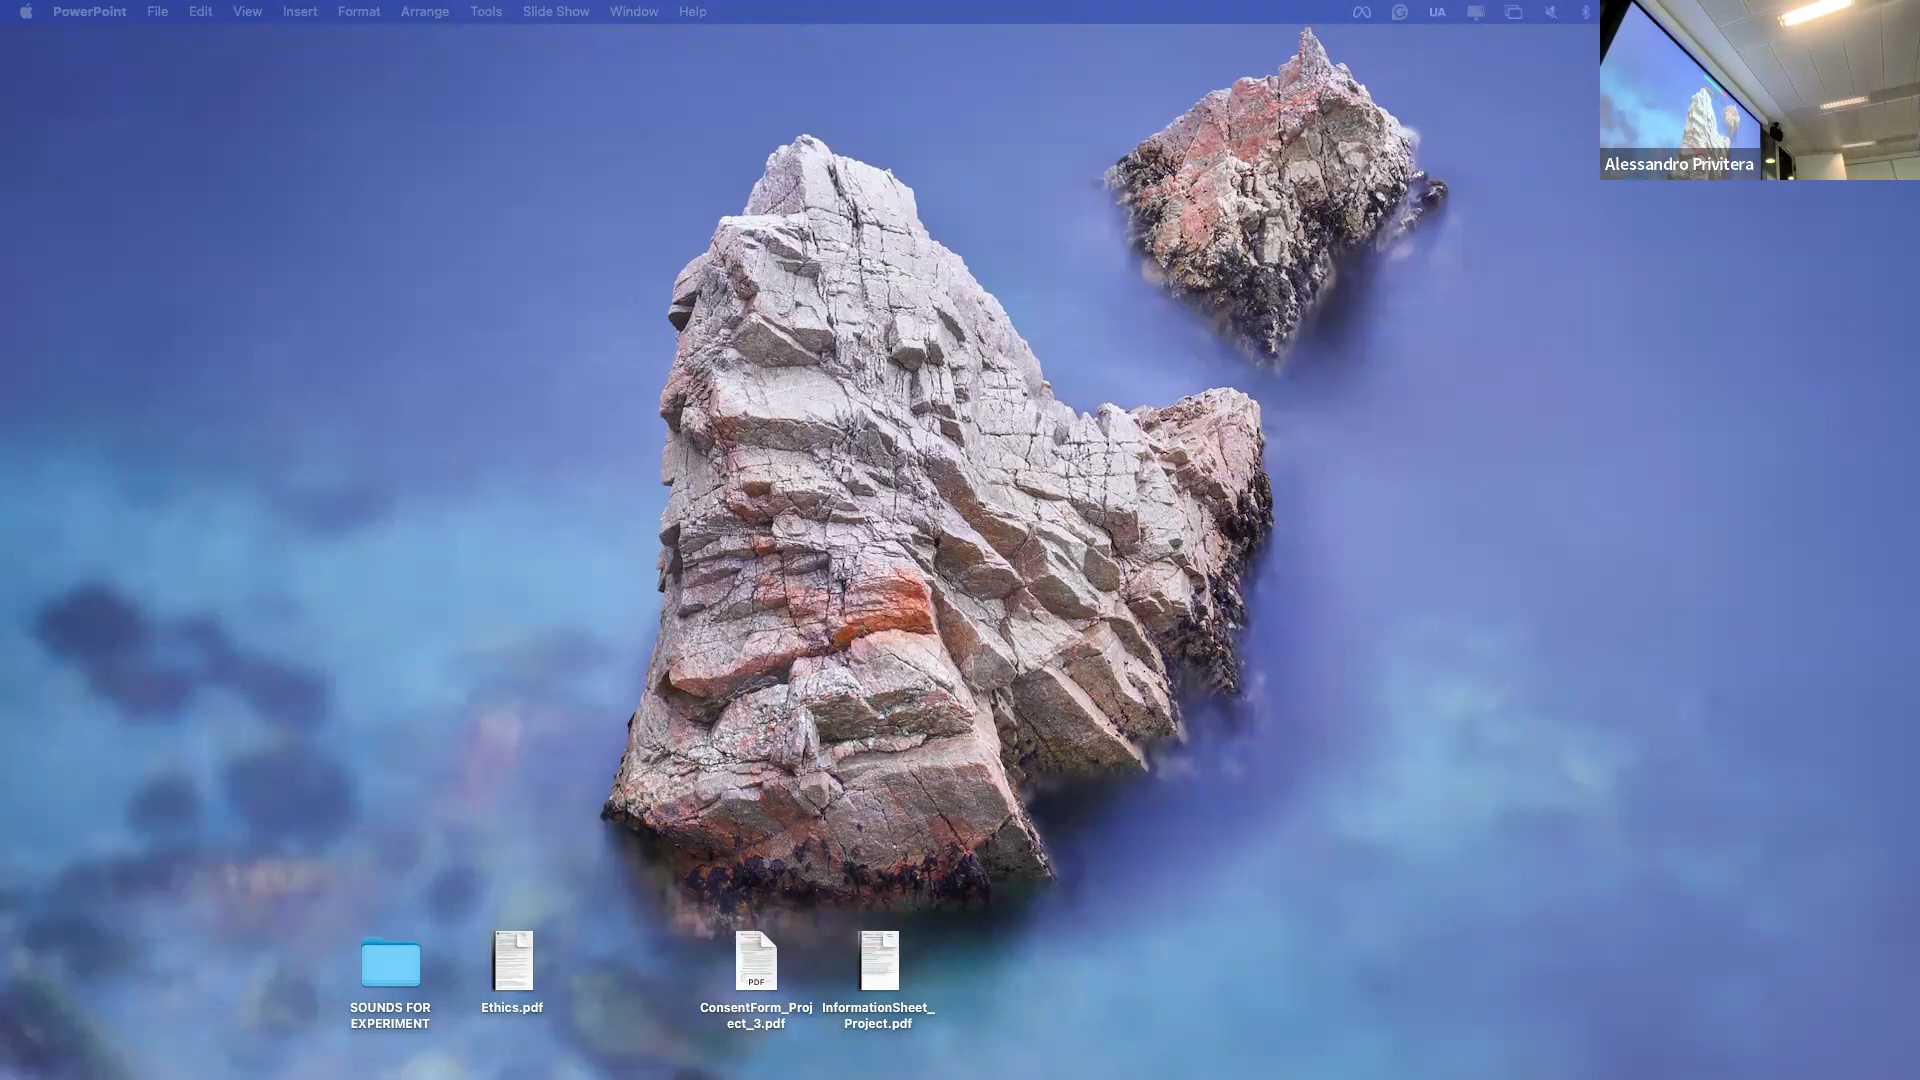 PowerPoint File Edit View Insert Format Arrange Tools Slide Show Window Help UA
Alessandro Privitera
SOUNDS FOR
EXPERIMENT
Ethics.pdf
PDF
ConsentForm_Proj
ect_3.pdf
InformationSheet_
Project.pdf